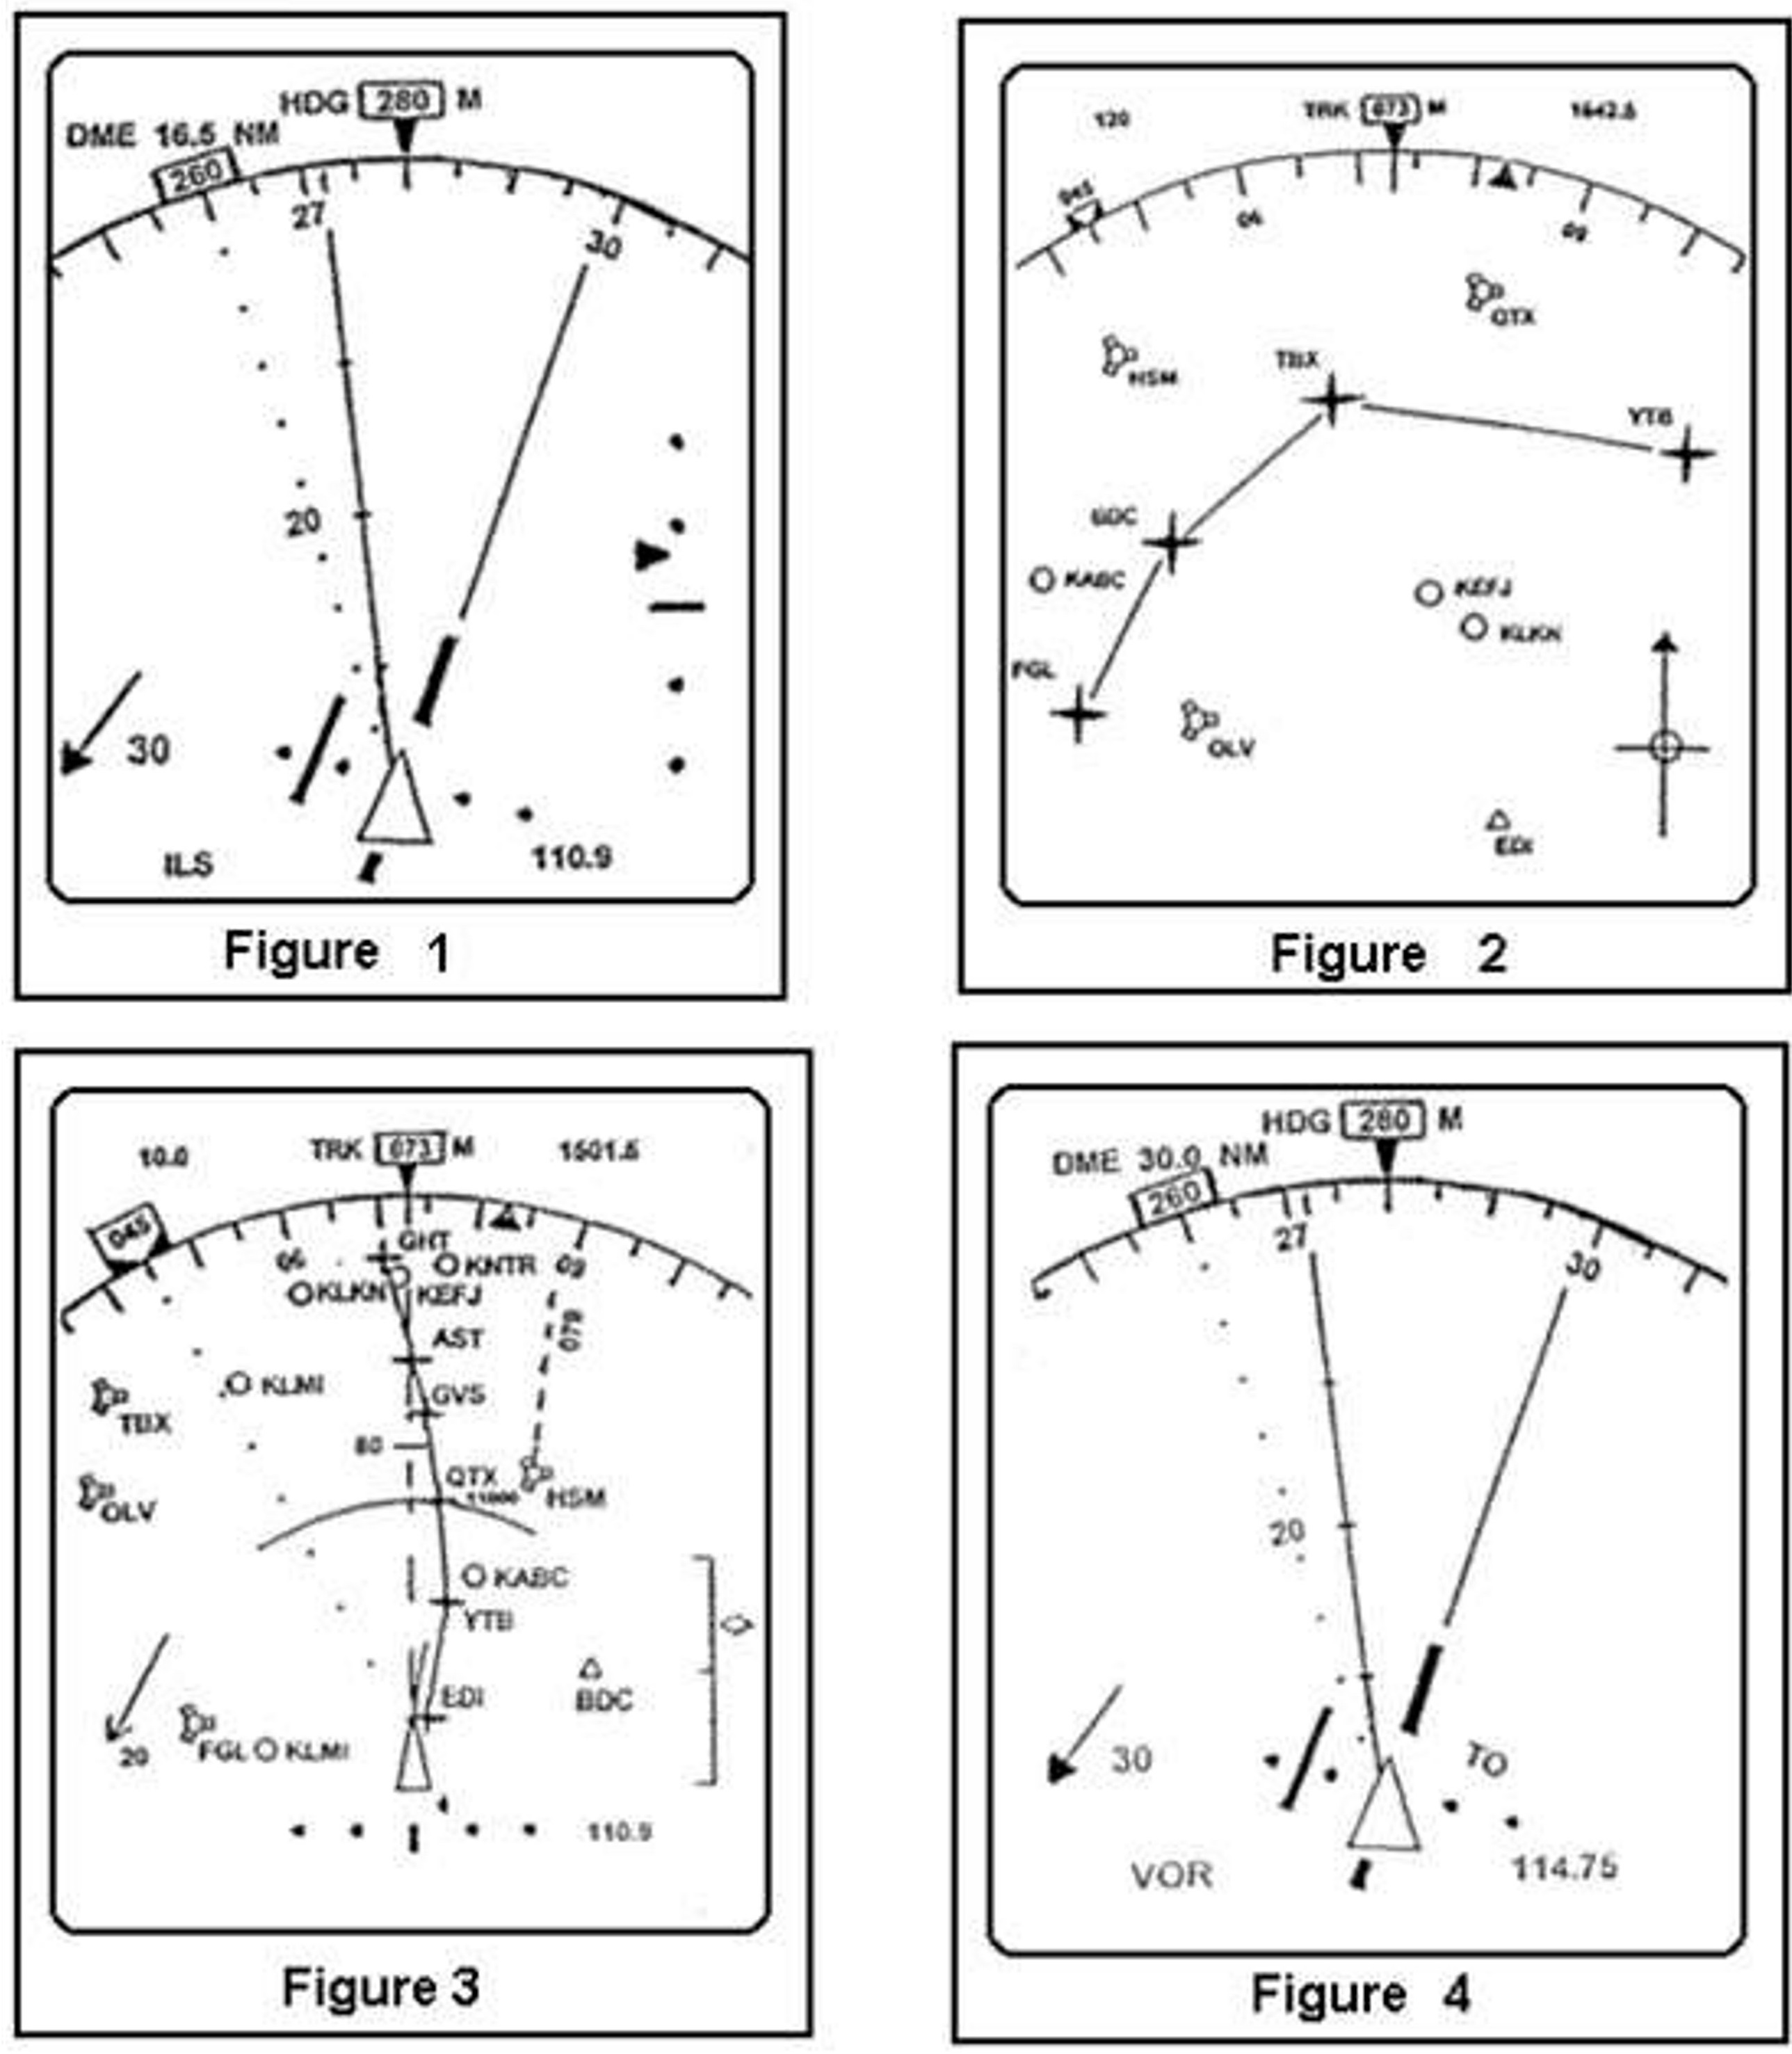 HDG 280 M
DME 16.5 NM
260
27
30
20
30
ILS
110.9
Figure 1
120
TRK 073 M
1642.5
045
06
09
QTX
HSM
TBX
YTB
BDC
KABC
KEFJ
KLKN
FGL
OLV
EDI
Figure 2
10.0
TRK 073 M
1501.5
045
06
GHT
KNTR
09
KLKN
KEFJ
079
AST
KLMI
GVS
TBX
80
QTX
11000
HSM
OLV
KABC
YTB
EDI
BDC
20
FGL
KLMI
110.9
Figure 3
HDG 280 M
DME 30.0 NM
260
27
30
20
30
TO
VOR
114.75
Figure 4